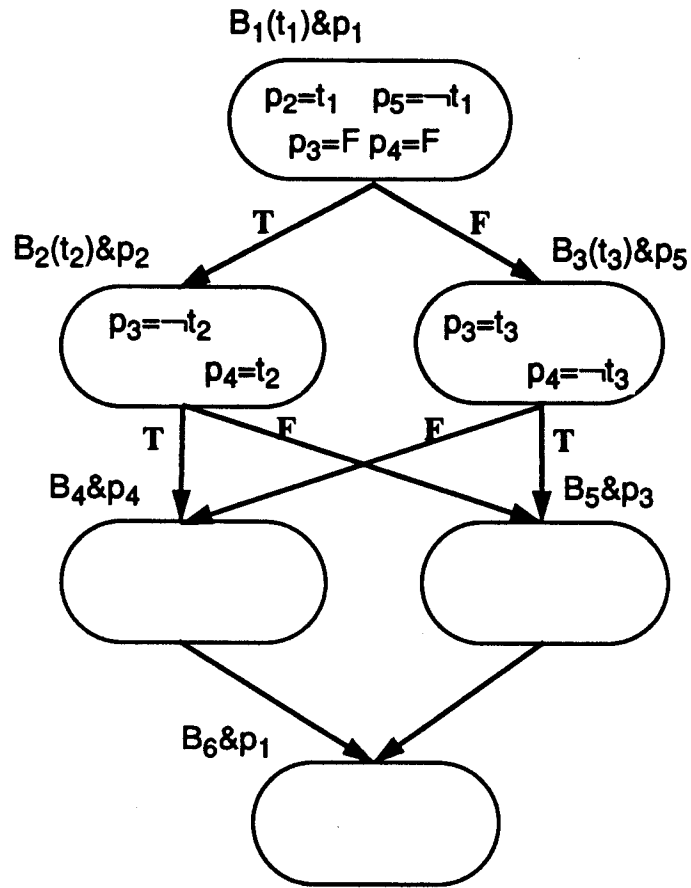 B₁(t₁)&p₁
p₂=t₁ p₅=¬t₁
p₃=F p₄=F
T F
B₂(t₂)&p₂ B₃(t₃)&p₅
p₃=¬t₂ p₃=t₃
p₄=t₂ p₄=¬t₃
T F F T
B₄&p₄ B₅&p₃
B₆&p₁